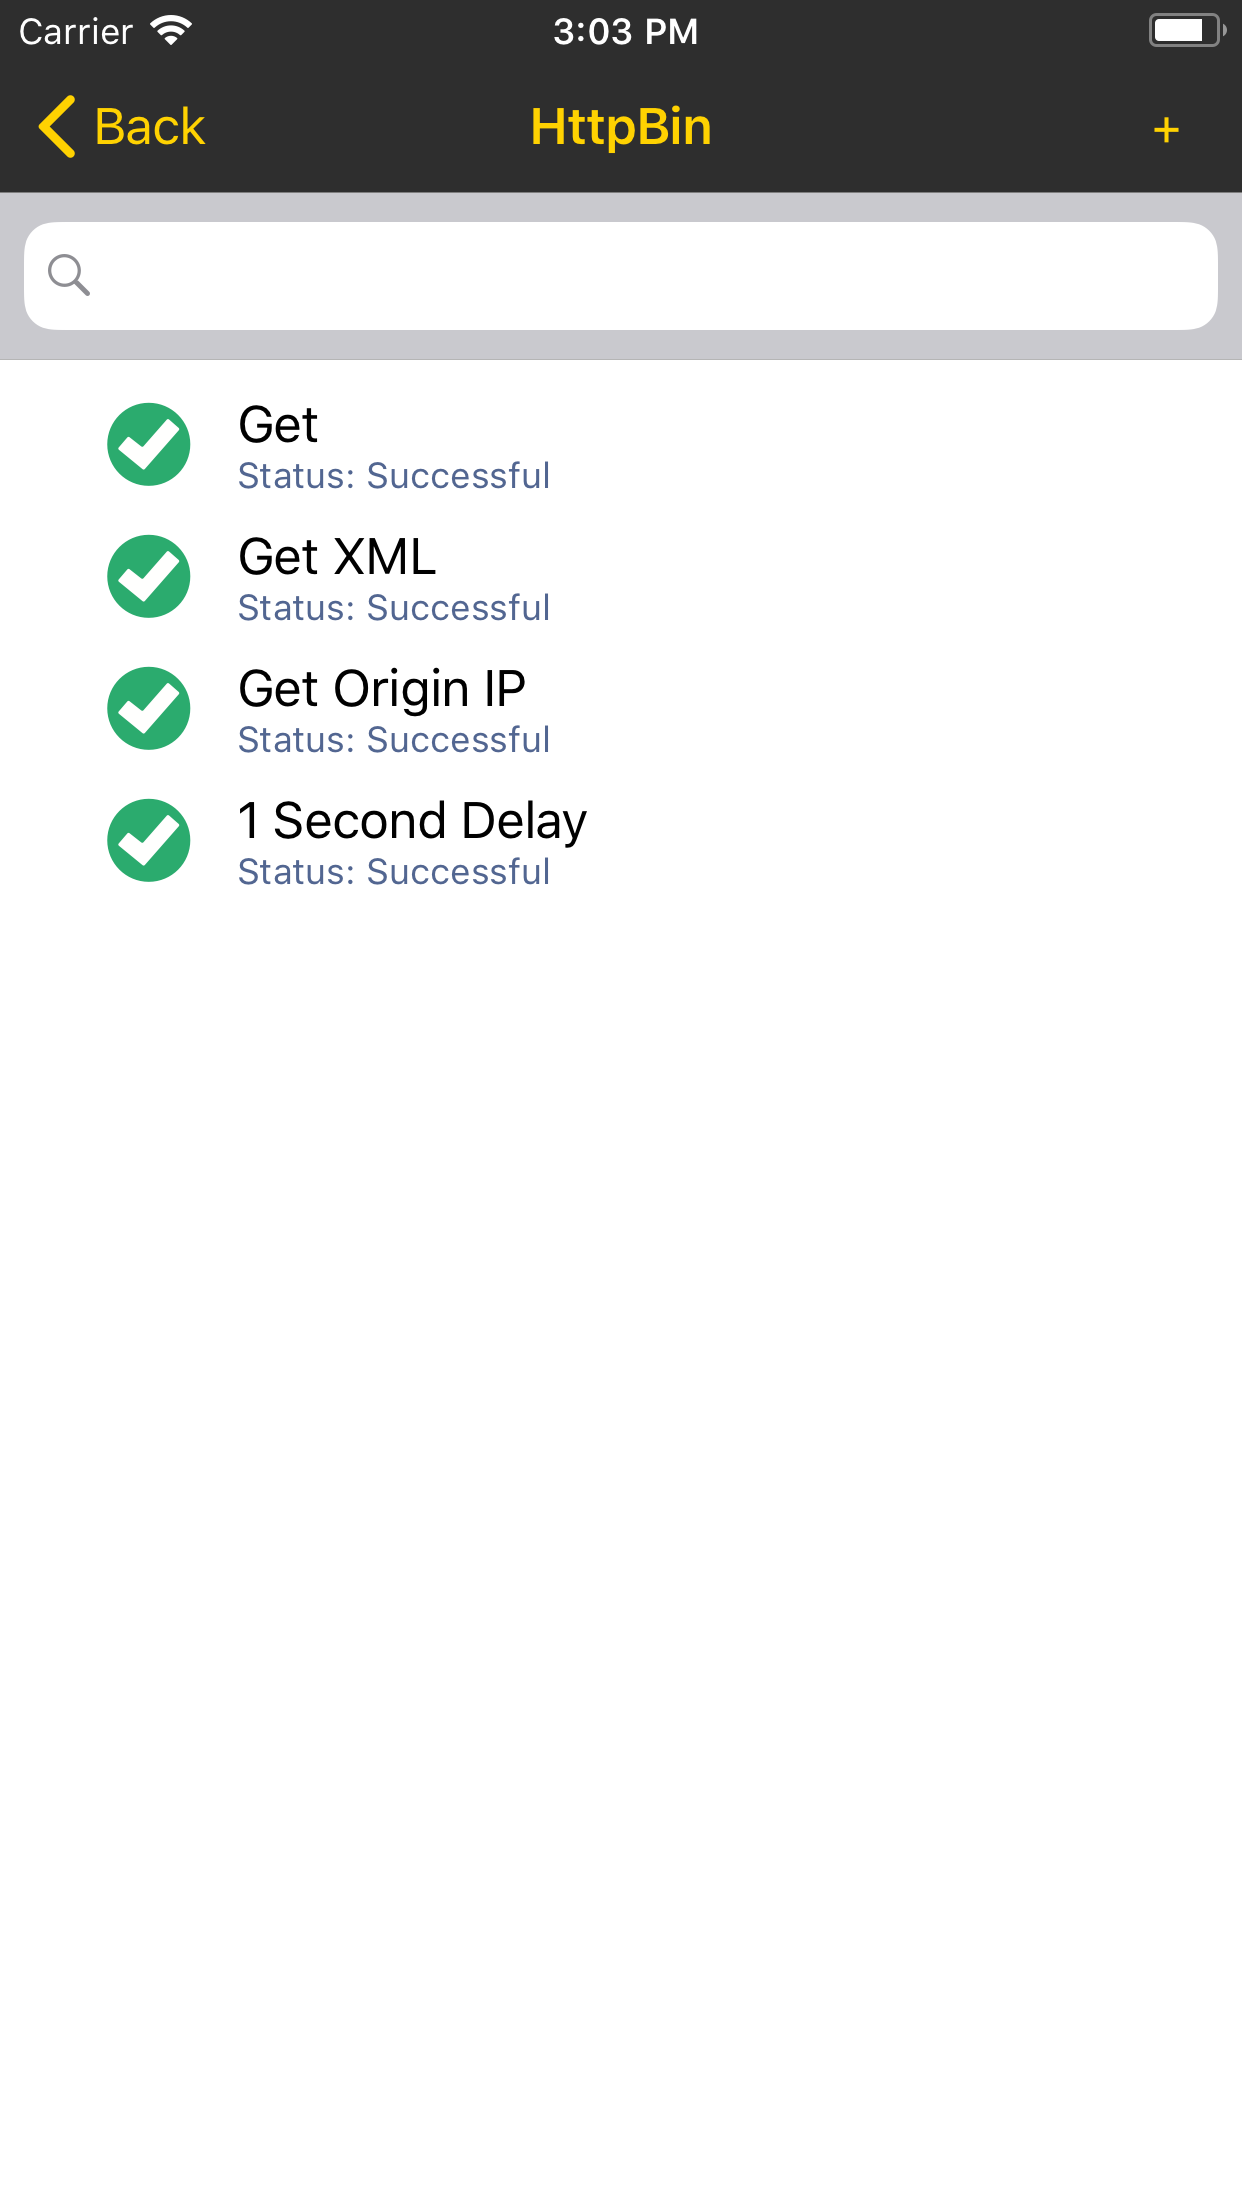 Carrier 3:03 PM
Back HttpBin +
Get
Status: Successful
Get XML
Status: Successful
Get Origin IP
Status: Successful
1 Second Delay
Status: Successful